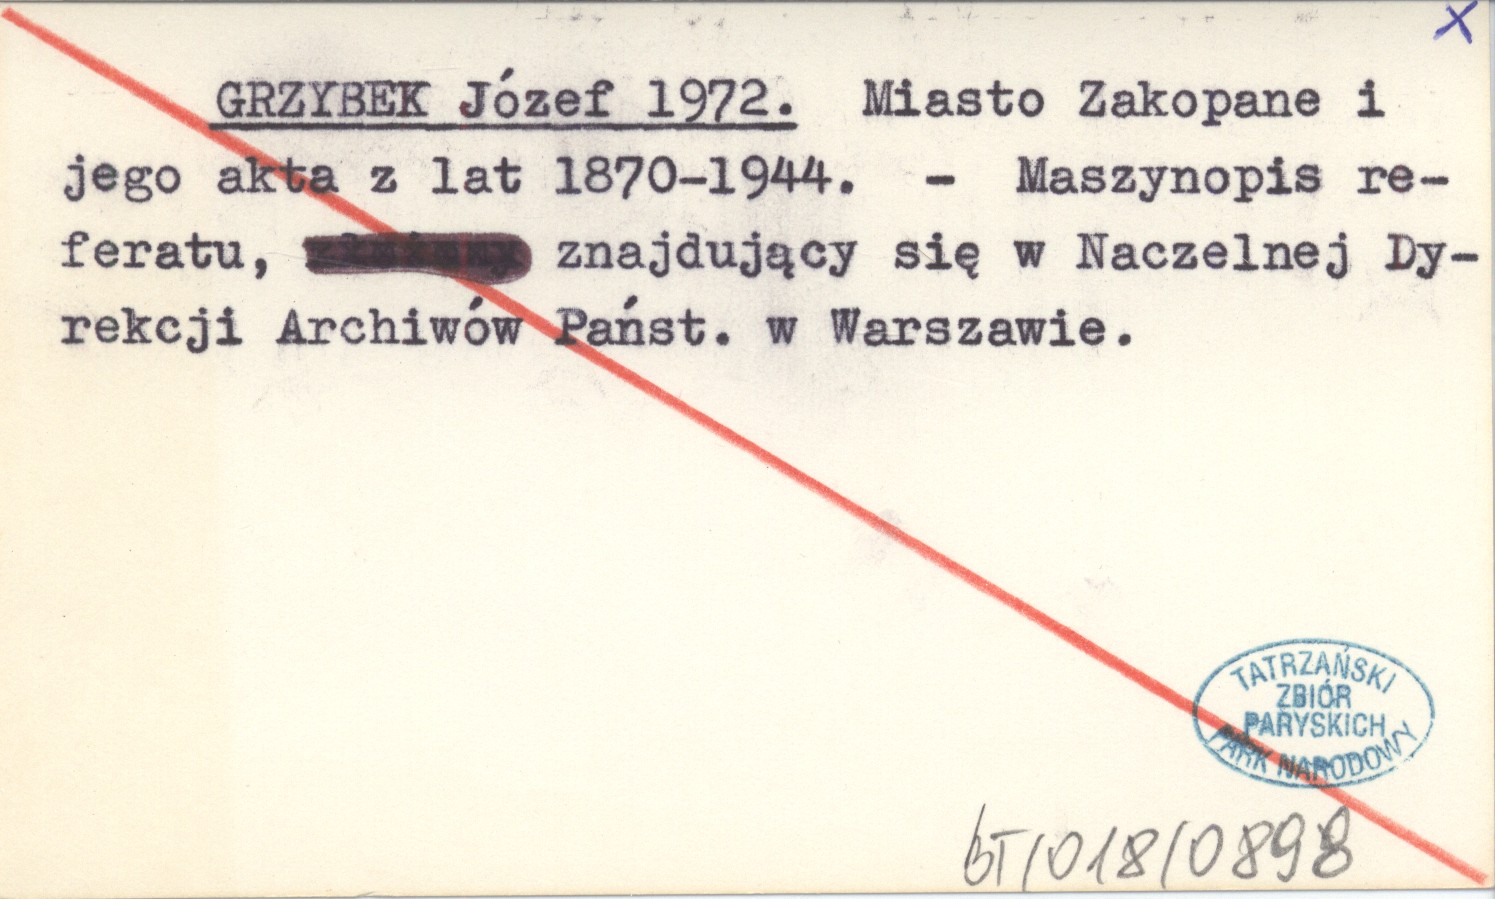 X
GRZYBEK Józef 1972. Miasto Zakopane i
jego akta z lat 1870-1944. - Maszynopis re-
feratu, znajdujący się w Naczelnej Dy-
rekcji Archiwów Państ. w Warszawie.
TATRZAŃSKI
ZBIÓR
PARYSKICH
PARK NARODOWY
BT/018/0898